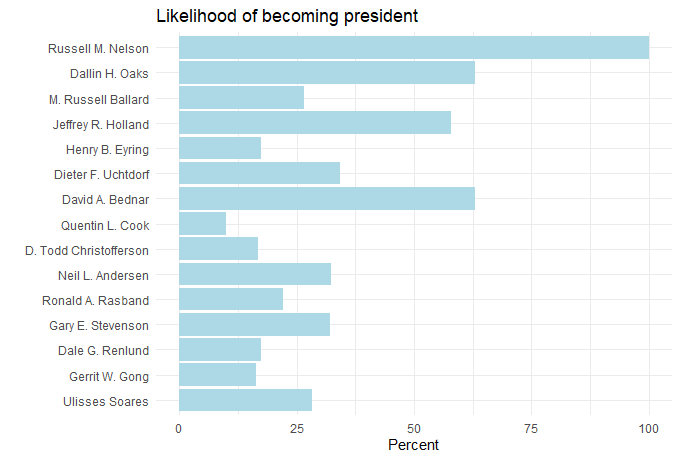 Likelihood of becoming president
Russell M. Nelson
Dallin H. Oaks
M. Russell Ballard
Jeffrey R. Holland
Henry B. Eyring
Dieter F. Uchtdorf
David A. Bednar
Quentin L. Cook
D. Todd Christofferson
Neil L. Andersen
Ronald A. Rasband
Gary E. Stevenson
Dale G. Renlund
Gerrit W. Gong
Ulisses Soares
0 25 50 75 100
Percent